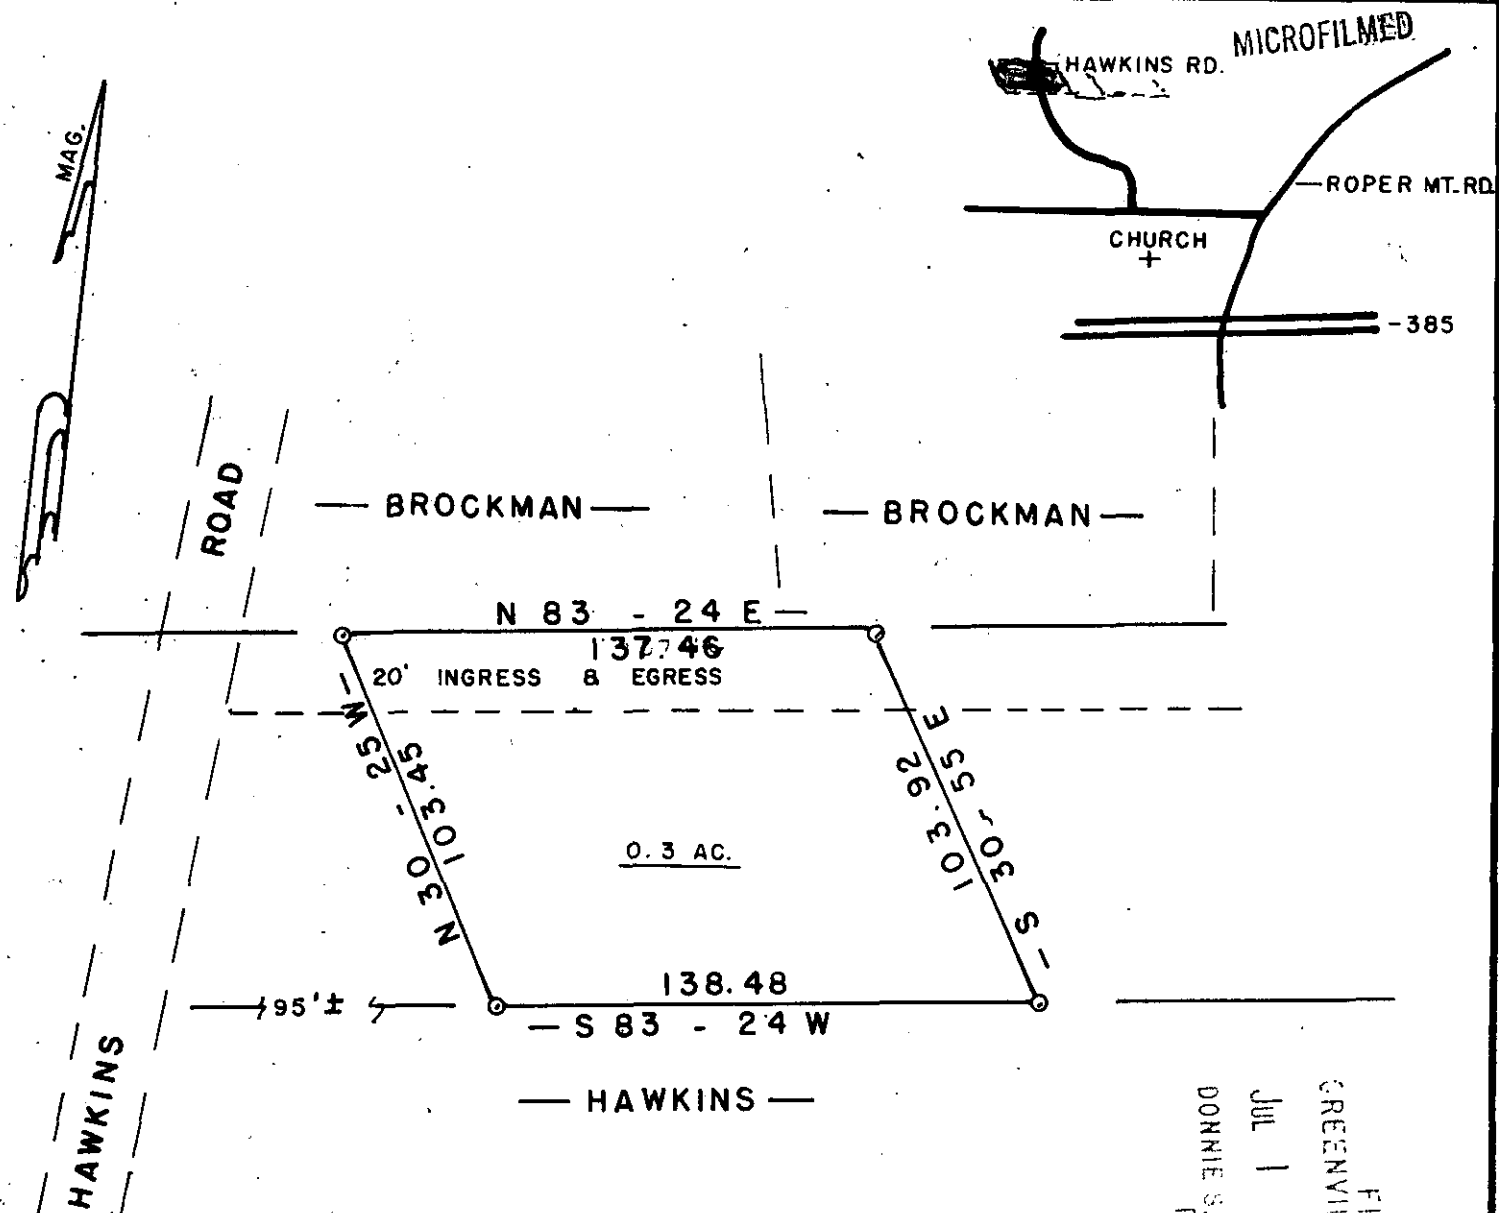 MICROFILMED
HAWKINS RD.
MAG.
ROPER MT. RD.
CHURCH
-385
ROAD
— BROCKMAN —
— BROCKMAN —
N 83 - 24 E —
137.46
20' INGRESS & EGRESS
N 30 - 25 W —
103.45
— S 30 - 55 E
103.92
0.3 AC.
138.48
95'±
— S 83 - 24 W
HAWKINS
— HAWKINS —
JUL 1
DONNIE S.